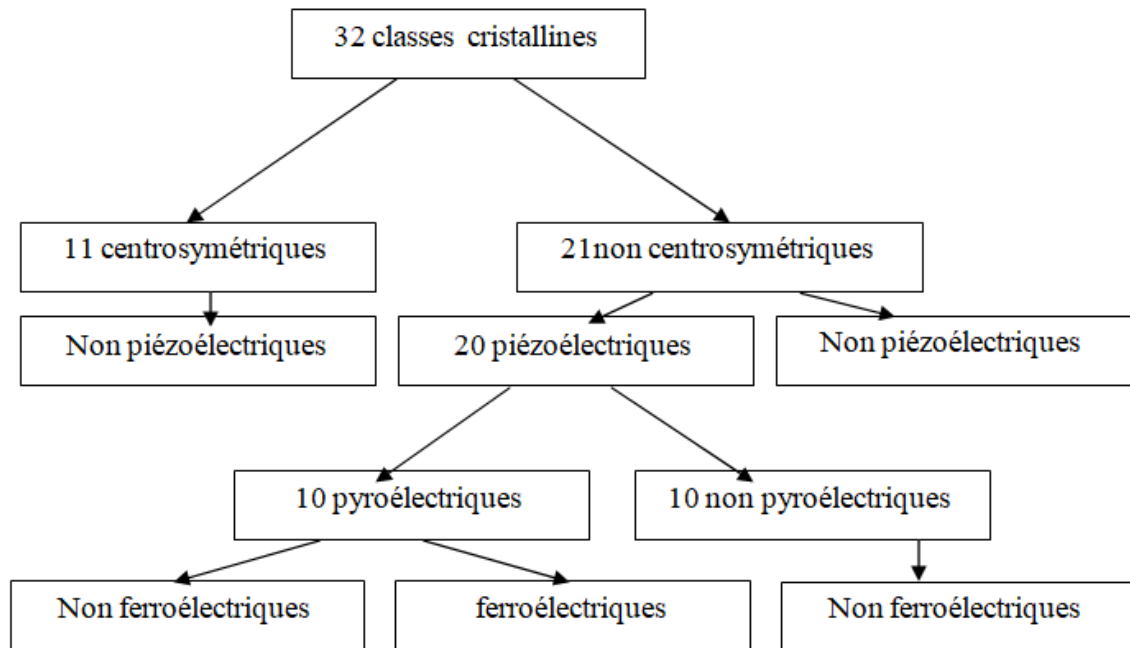 32 classes cristallines
11 centrosymétriques
21non centrosymétriques
Non piézoélectriques
20 piézoélectriques
Non piézoélectriques
10 pyroélectriques
10 non pyroélectriques
Non ferroélectriques
ferroélectriques
Non ferroélectriques